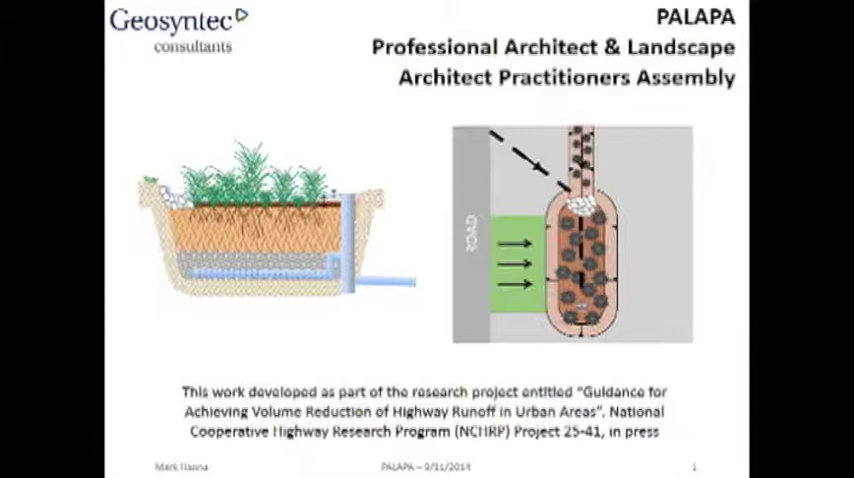 Geosyntec
consultants
PALAPA
Professional Architect & Landscape
Architect Practitioners Assembly
ROAD
This work developed as part of the research project entitled “Guidance for
Achieving Volume Reduction of Highway Runoff in Urban Areas”, National
Cooperative Highway Research Program (NCHRP) Project 25-41, in press
Mark Hanna
PALAPA – 9/11/2014
1